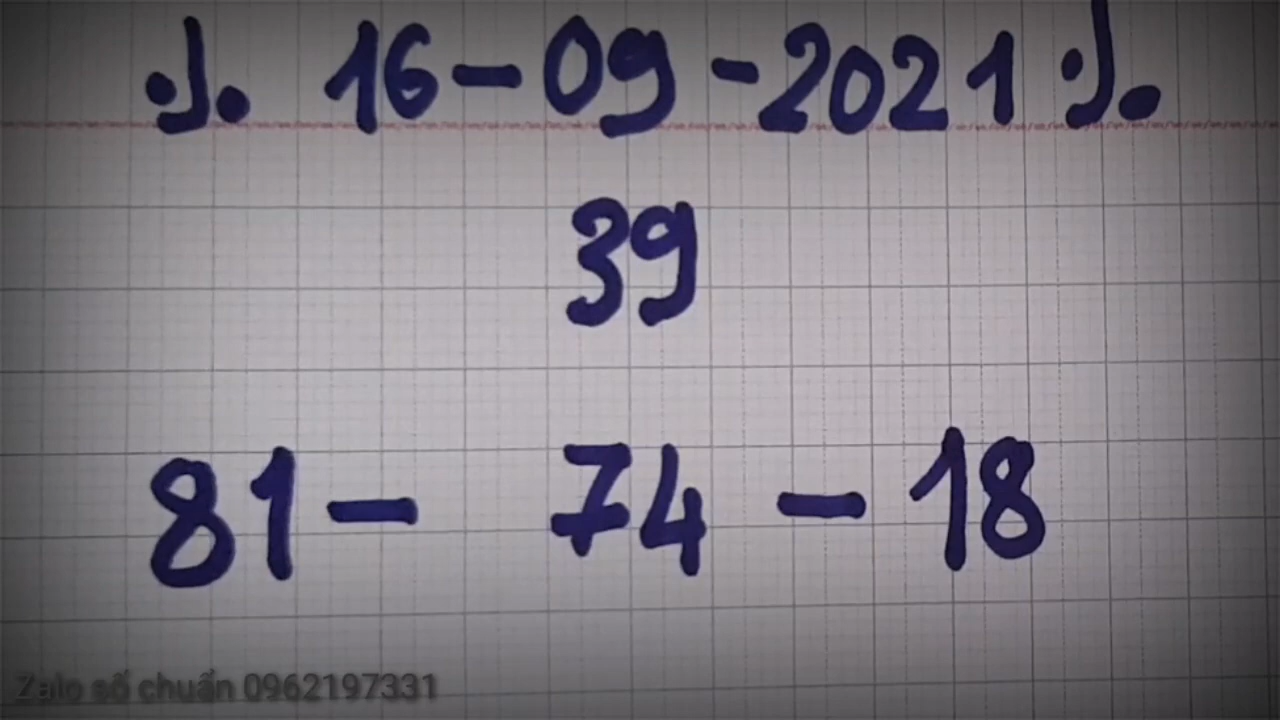 ·/. 16-09-2021 ·/.
39
81- 74 - 18
Zalo số chuẩn 0962197331